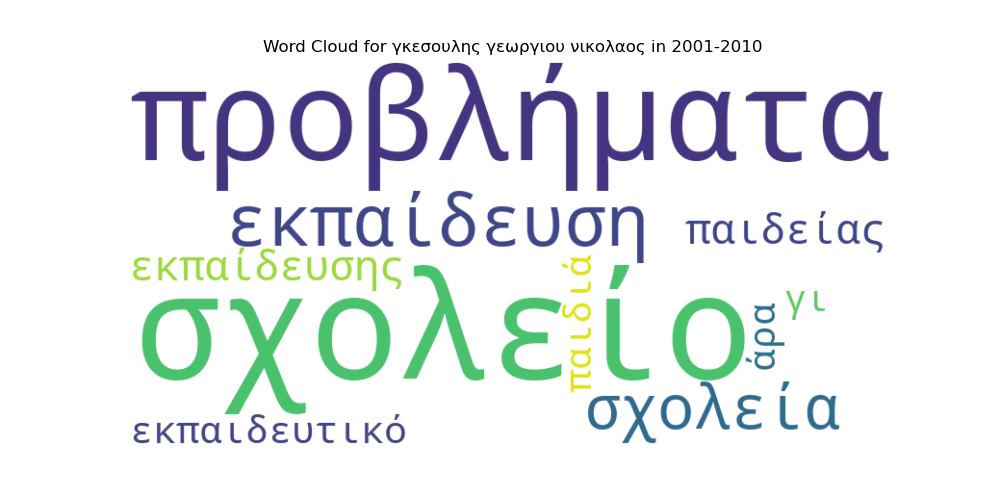 Word Cloud for γκεσουλης γεωργιου νικολαος in 2001-2010
προβλήματα
εκπαίδευση
παιδείας
εκπαίδευσης
παιδιά
σχολείο
άρα
γι
σχολεία
εκπαιδευτικό